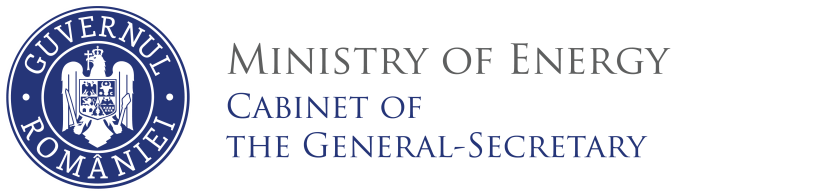 GUVERNUL
ROMÂNIEI
MINISTRY OF ENERGY
CABINET OF
THE GENERAL-SECRETARY